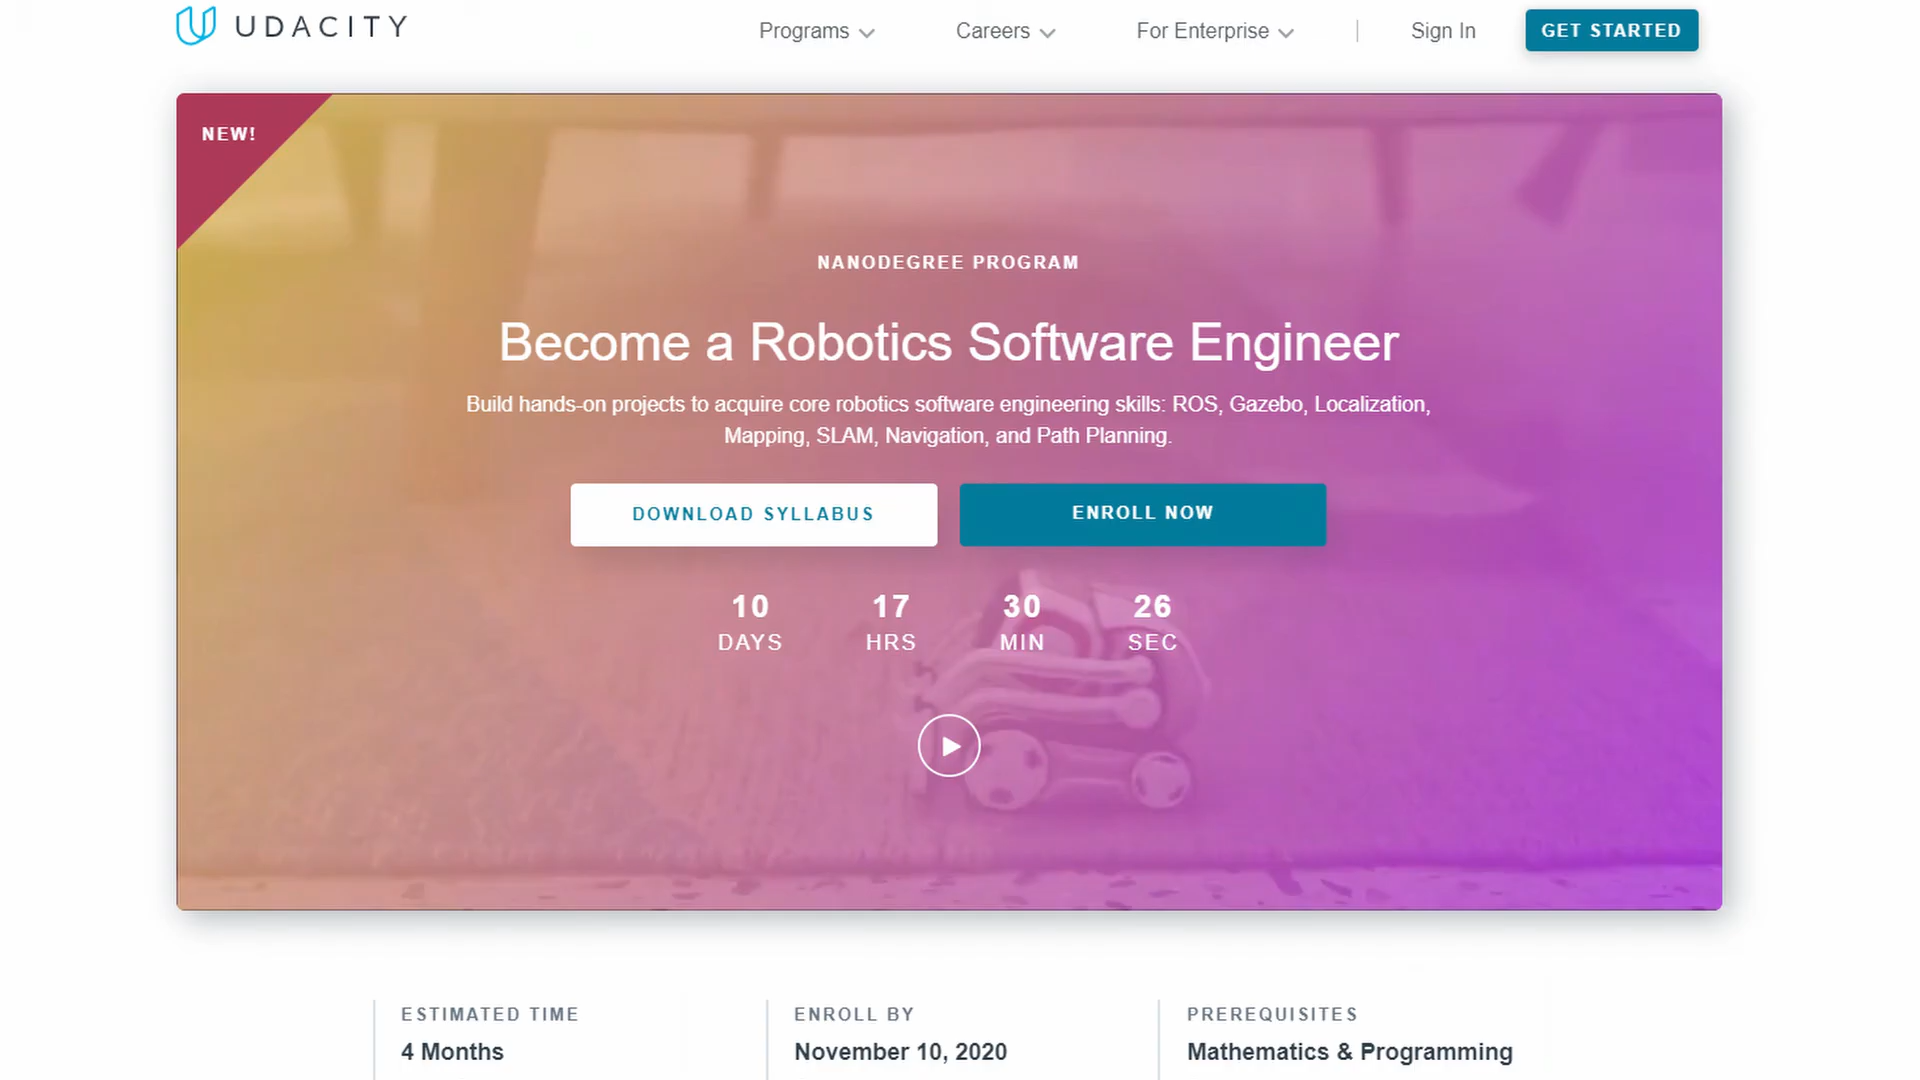 UDACITY
Programs
Careers
For Enterprise
Sign In
GET STARTED
NEW!
NANODEGREE PROGRAM
Become a Robotics Software Engineer
Build hands-on projects to acquire core robotics software engineering skills: ROS, Gazebo, Localization,
Mapping, SLAM, Navigation, and Path Planning.
DOWNLOAD SYLLABUS
ENROLL NOW
10 17 30 26
DAYS HRS MIN SEC
ESTIMATED TIME
4 Months
ENROLL BY
November 10, 2020
PREREQUISITES
Mathematics & Programming